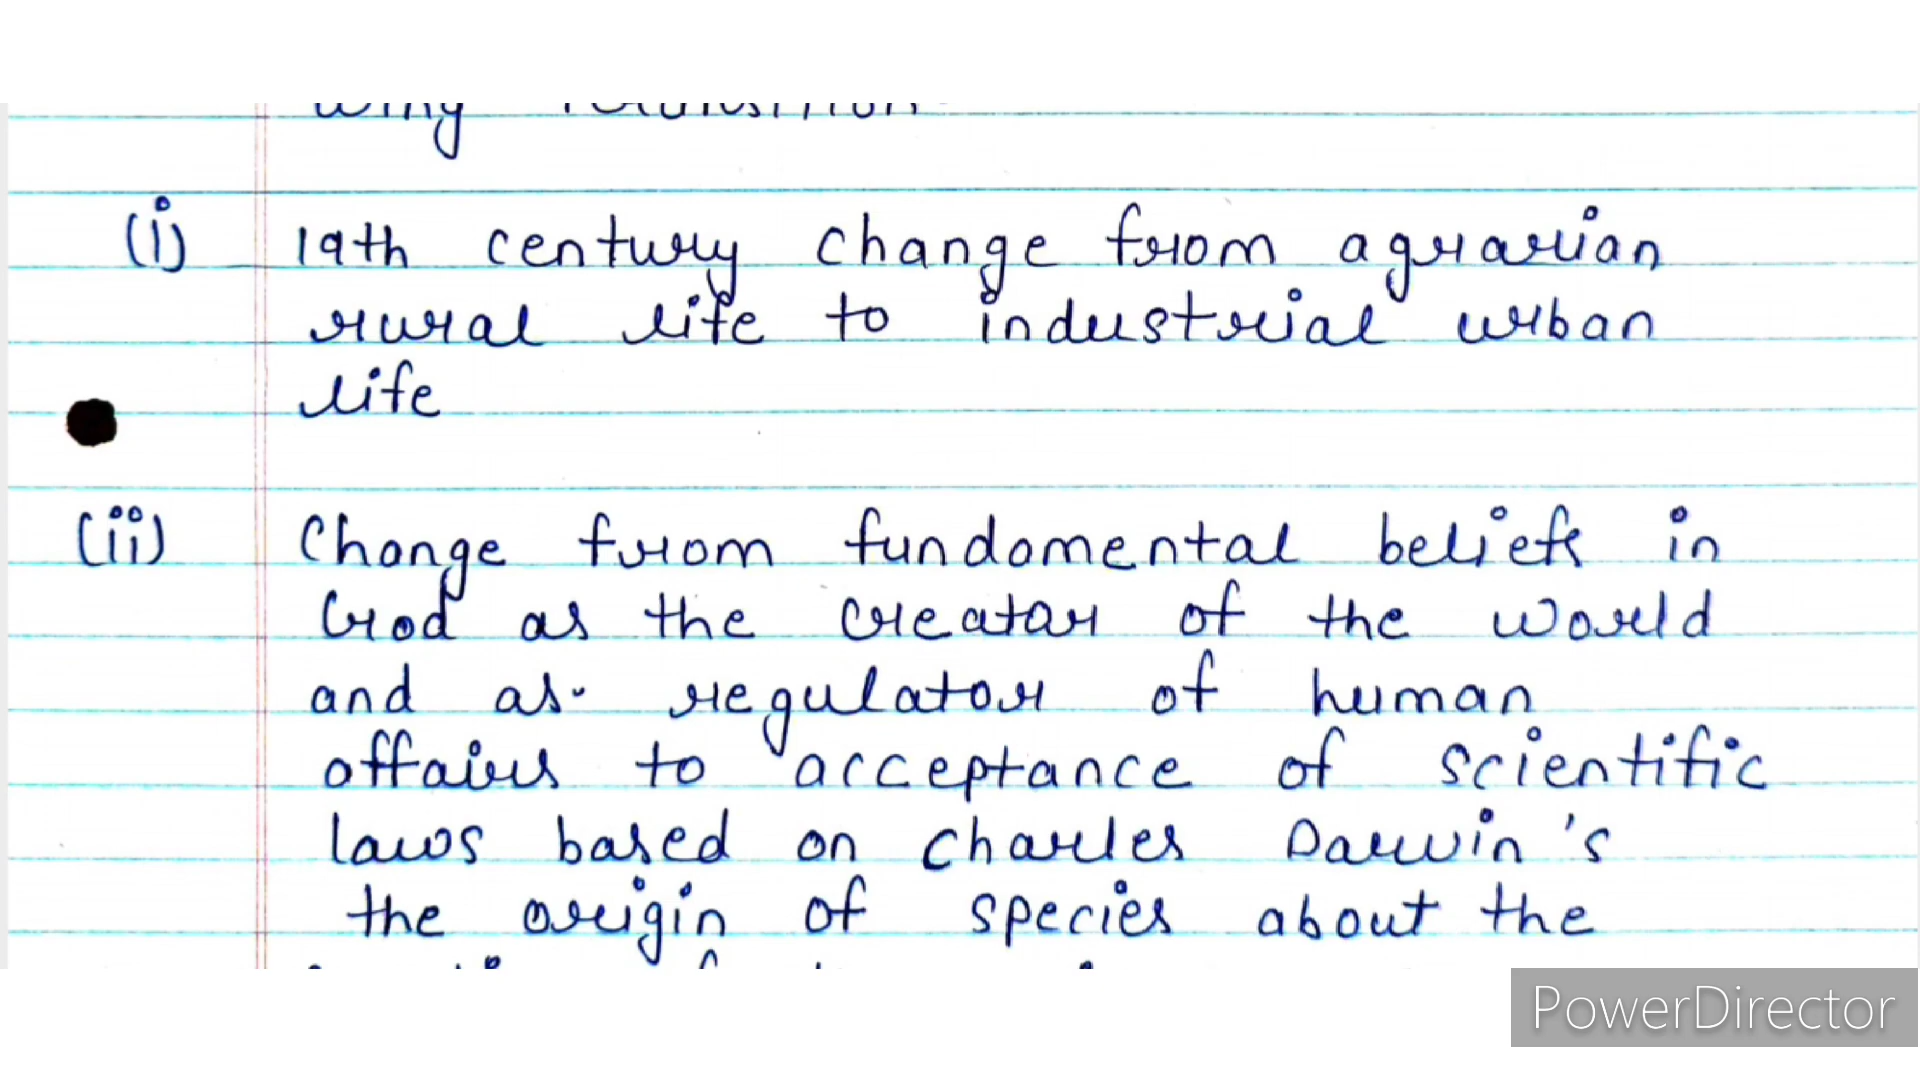 why
(i) 19th century change from agrarian
rural life to industrial urban
life
(ii) Change from fundamental beliefs in
God as the creator of the world
and as regulator of human
affairs to acceptance of scientific
laws based on Charles Darwin's
the origin of species about the
PowerDirector